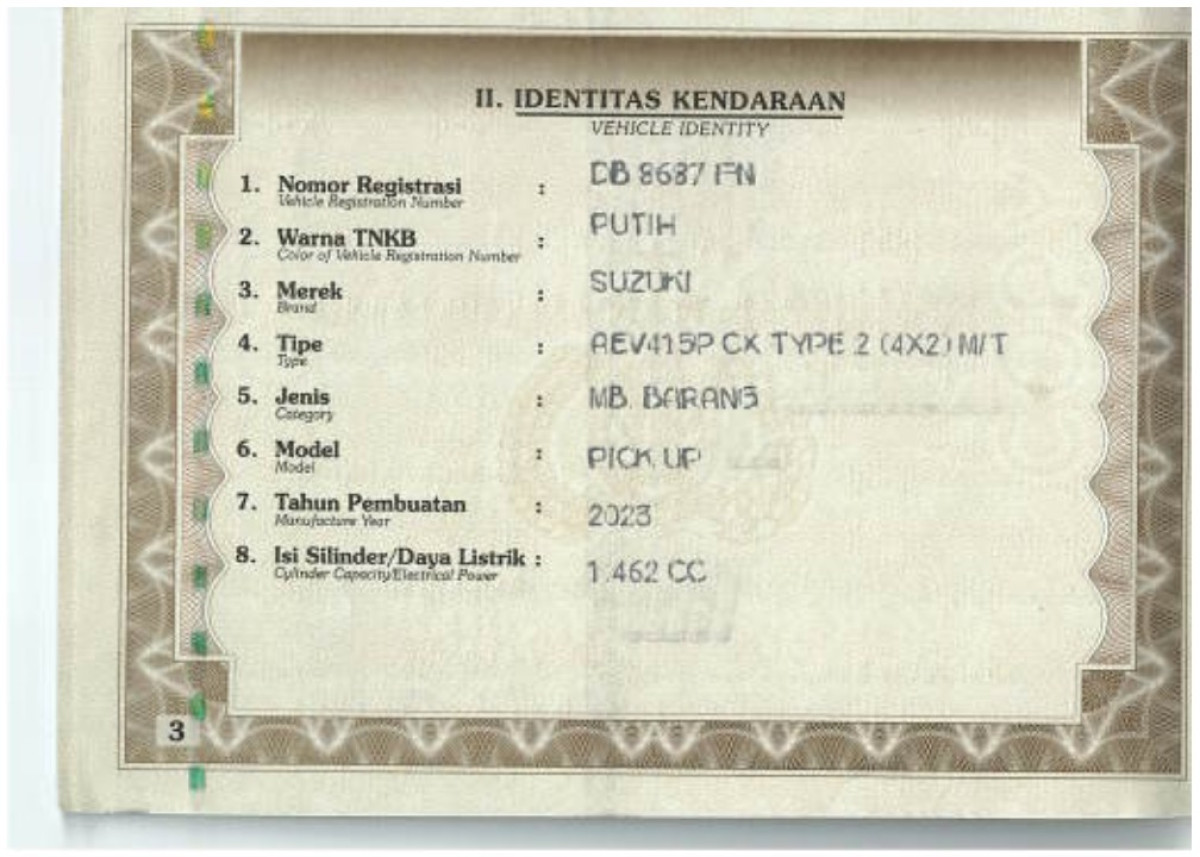 II. IDENTITAS KENDARAAN
VEHICLE IDENTITY
1. Nomor Registrasi : DB 8687 FN
Vehicle Registration Number
2. Warna TNKB : PUTIH
Color of Vehicle Registration Number
3. Merek : SUZUKI
Brand
4. Tipe : AEV415P CX TYPE 2 (4X2) M/T
Type
5. Jenis : MB. BARANG
Category
6. Model : PICK UP
Model
7. Tahun Pembuatan : 2023
Manufacture Year
8. Isi Silinder/Daya Listrik : 1.462 CC
Cylinder Capacity/Electrical Power
3